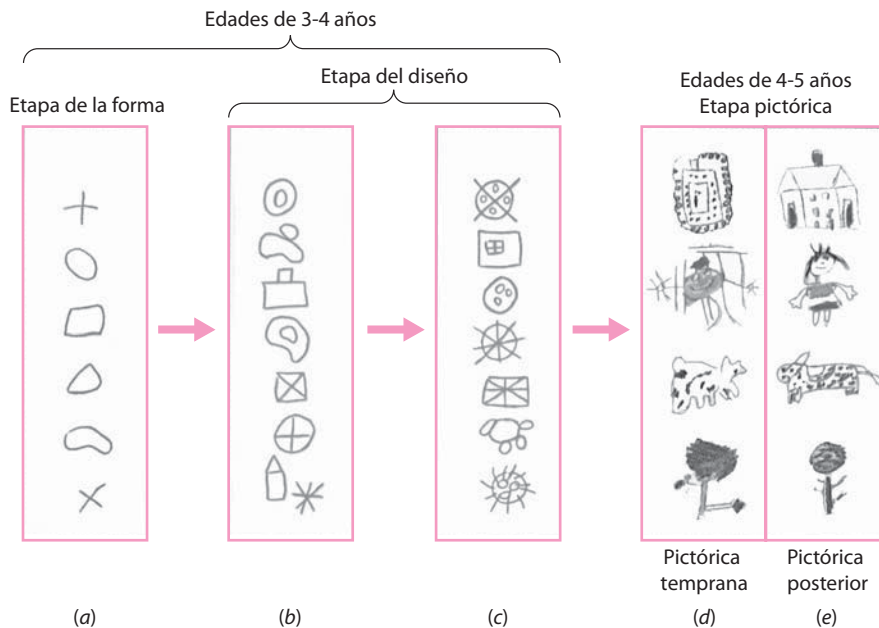 Edades de 3-4 años
Etapa del diseño
Etapa de la forma
Edades de 4-5 años
Etapa pictórica
Pictórica
temprana
Pictórica
posterior
(a)
(b)
(c)
(d)
(e)